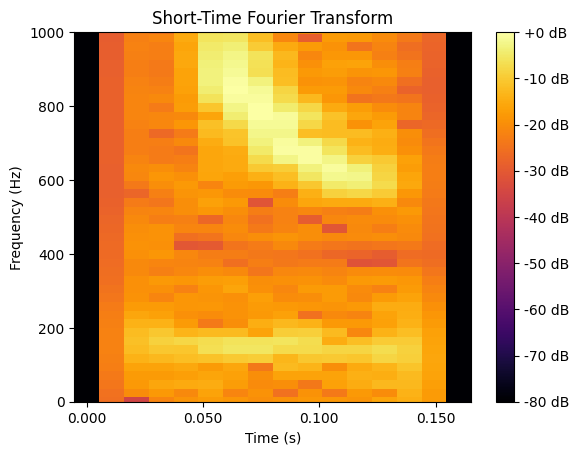 Short-Time Fourier Transform
1000
800
600
400
200
0
Frequency (Hz)
0.000
0.050
0.100
0.150
Time (s)
+0 dB
-10 dB
-20 dB
-30 dB
-40 dB
-50 dB
-60 dB
-70 dB
-80 dB